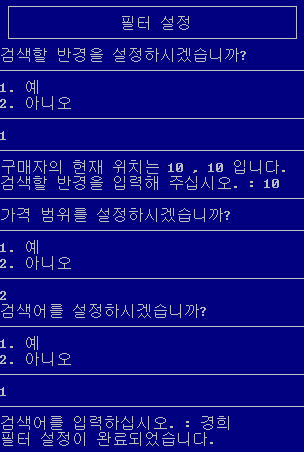 필터 설정
검색할 반경을 설정하시겠습니까?
1. 예
2. 아니오
1
구매자의 현재 위치는 10 , 10 입니다.
검색할 반경을 입력해 주십시오. : 10
가격 범위를 설정하시겠습니까?
1. 예
2. 아니오
2
검색어를 설정하시겠습니까?
1. 예
2. 아니오
1
검색어를 입력하십시오. : 경희
필터 설정이 완료되었습니다.